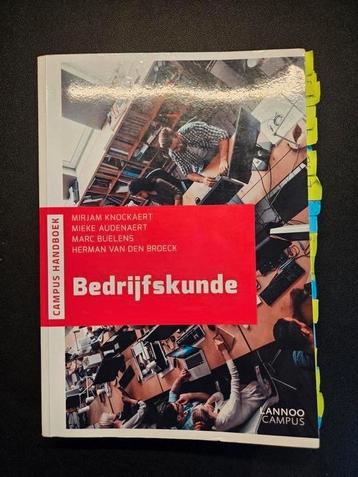 CAMPUS HANDBOEK
MIRJAM KNOCKAERT
MIEKE AUDENAERT
MARC BUELENS
HERMAN VAN DEN BROECK
Bedrijfskunde
LANNOO
CAMPUS